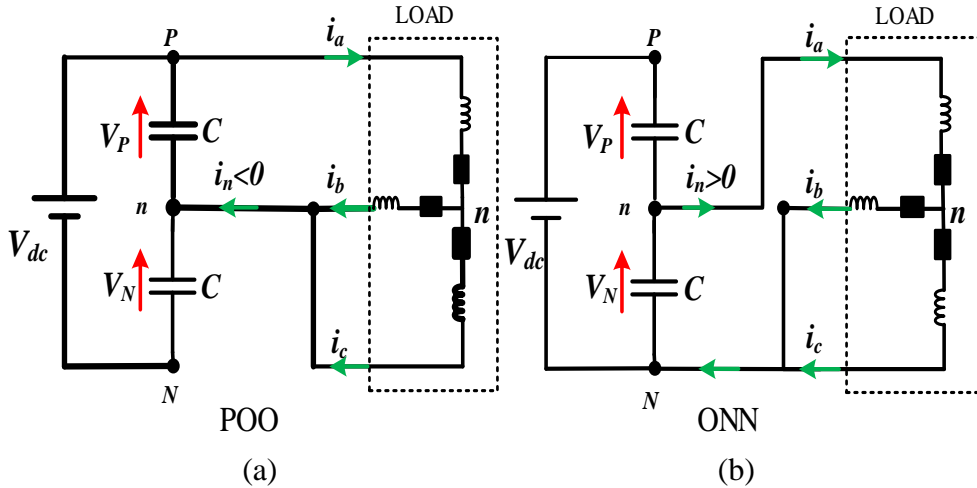 LOAD
P
i_a
V_P
C
i_n<0
i_b
n
n
V_dc
V_N
C
i_c
N
POO
(a)
LOAD
P
i_a
V_P
C
i_n>0
i_b
n
n
V_dc
V_N
C
i_c
N
ONN
(b)